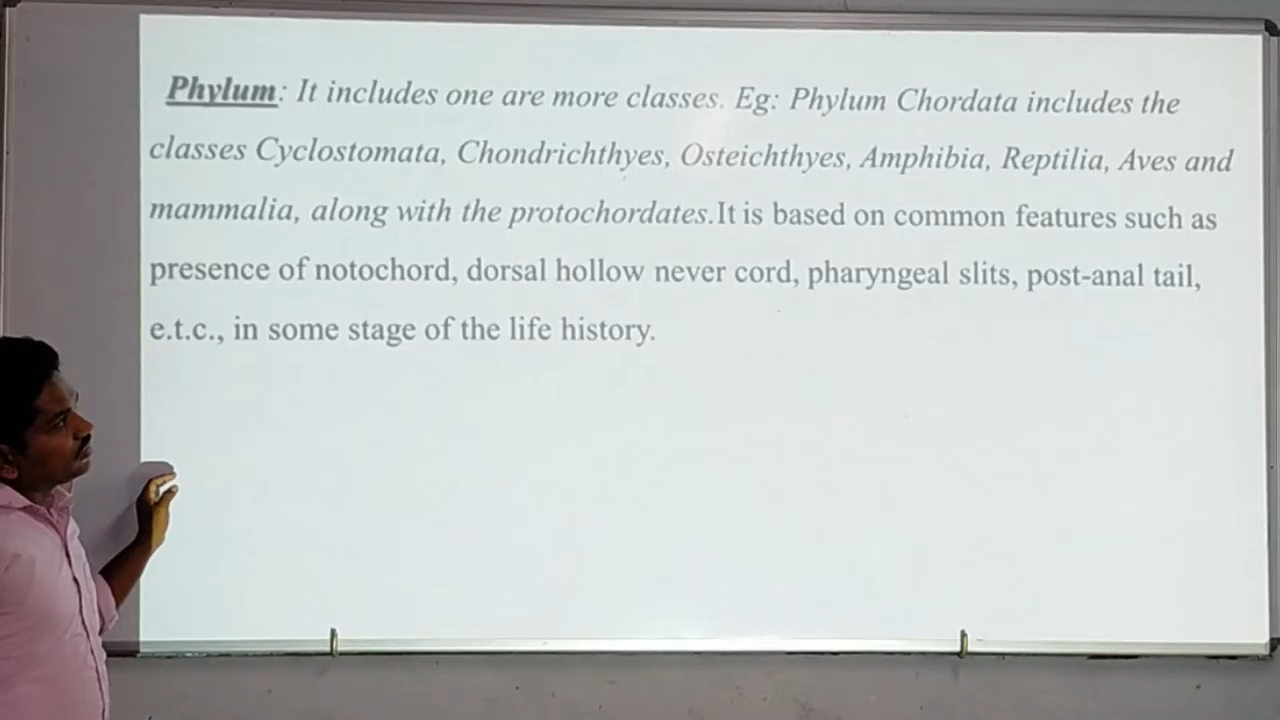 Phylum: It includes one are more classes. Eg: Phylum Chordata includes the
classes Cyclostomata, Chondrichthyes, Osteichthyes, Amphibia, Reptilia, Aves and
mammalia, along with the protochordates.It is based on common features such as
presence of notochord, dorsal hollow never cord, pharyngeal slits, post-anal tail,
e.t.c., in some stage of the life history.